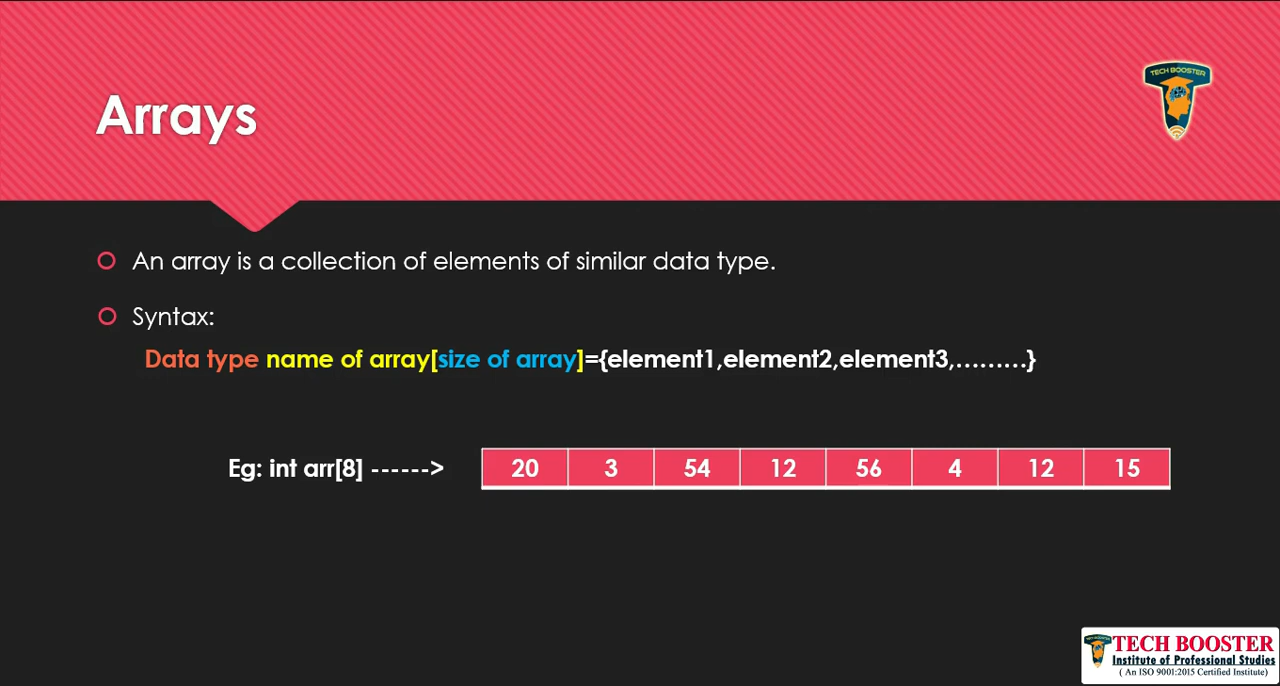 TECH BOOSTER
Arrays
An array is a collection of elements of similar data type.
Syntax:
Data type name of array[size of array]={element1,element2,element3,.........}
Eg: int arr[8] ------> 20 3 54 12 56 4 12 15
TECH BOOSTER
Institute of Professional Studies
( An ISO 9001:2015 Certified Institute)